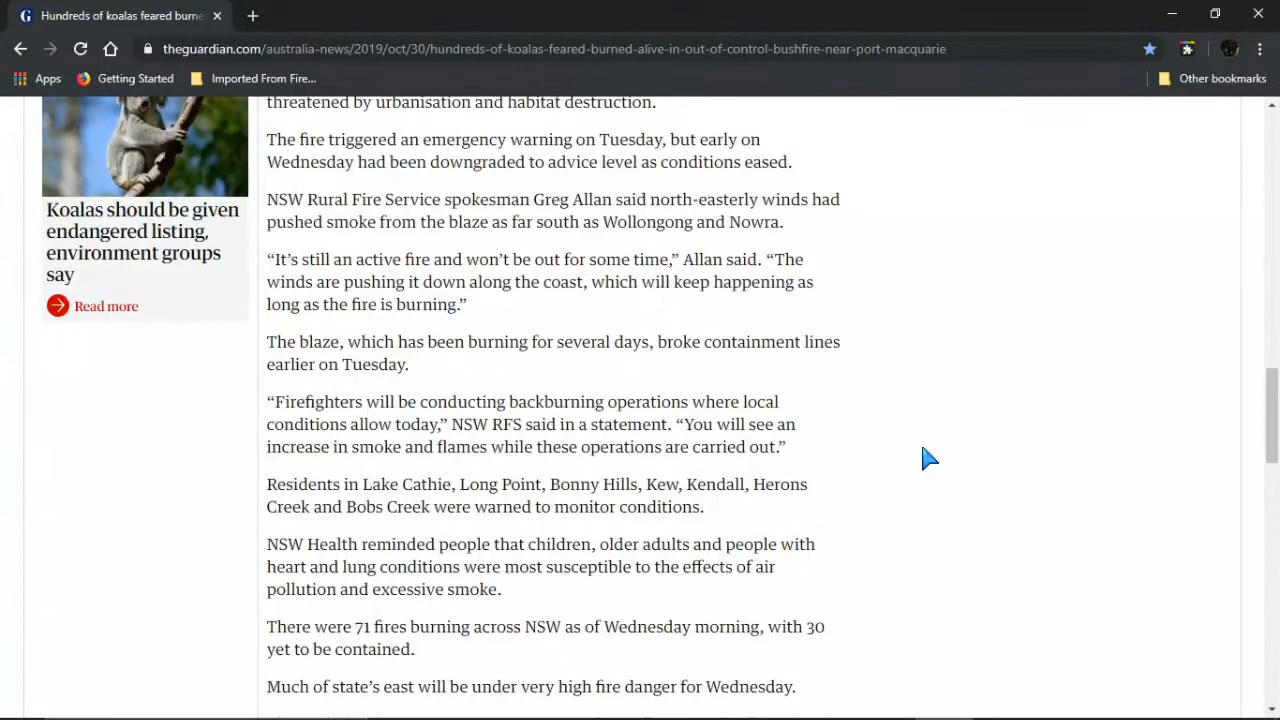 Hundreds of koalas feared burne
theguardian.com/australia-news/2019/oct/30/hundreds-of-koalas-feared-burned-alive-in-out-of-control-bushfire-near-port-macquarie
Apps
Getting Started
Imported From Fire...
Other bookmarks
Koalas should be given
endangered listing,
environment groups
say
Read more
threatened by urbanisation and habitat destruction.
The fire triggered an emergency warning on Tuesday, but early on
Wednesday had been downgraded to advice level as conditions eased.
NSW Rural Fire Service spokesman Greg Allan said north-easterly winds had
pushed smoke from the blaze as far south as Wollongong and Nowra.
“It’s still an active fire and won’t be out for some time,” Allan said. “The
winds are pushing it down along the coast, which will keep happening as
long as the fire is burning.”
The blaze, which has been burning for several days, broke containment lines
earlier on Tuesday.
“Firefighters will be conducting backburning operations where local
conditions allow today,” NSW RFS said in a statement. “You will see an
increase in smoke and flames while these operations are carried out.”
Residents in Lake Cathie, Long Point, Bonny Hills, Kew, Kendall, Herons
Creek and Bobs Creek were warned to monitor conditions.
NSW Health reminded people that children, older adults and people with
heart and lung conditions were most susceptible to the effects of air
pollution and excessive smoke.
There were 71 fires burning across NSW as of Wednesday morning, with 30
yet to be contained.
Much of state’s east will be under very high fire danger for Wednesday.